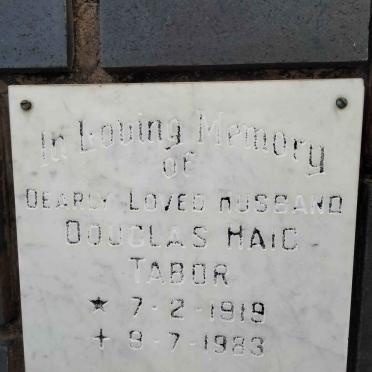 In Loving Memory
of
DEARLY LOVED HUSBAND
DOUGLAS HAIG
TABOR
★ 7-2-1919
✝ 9-7-1983